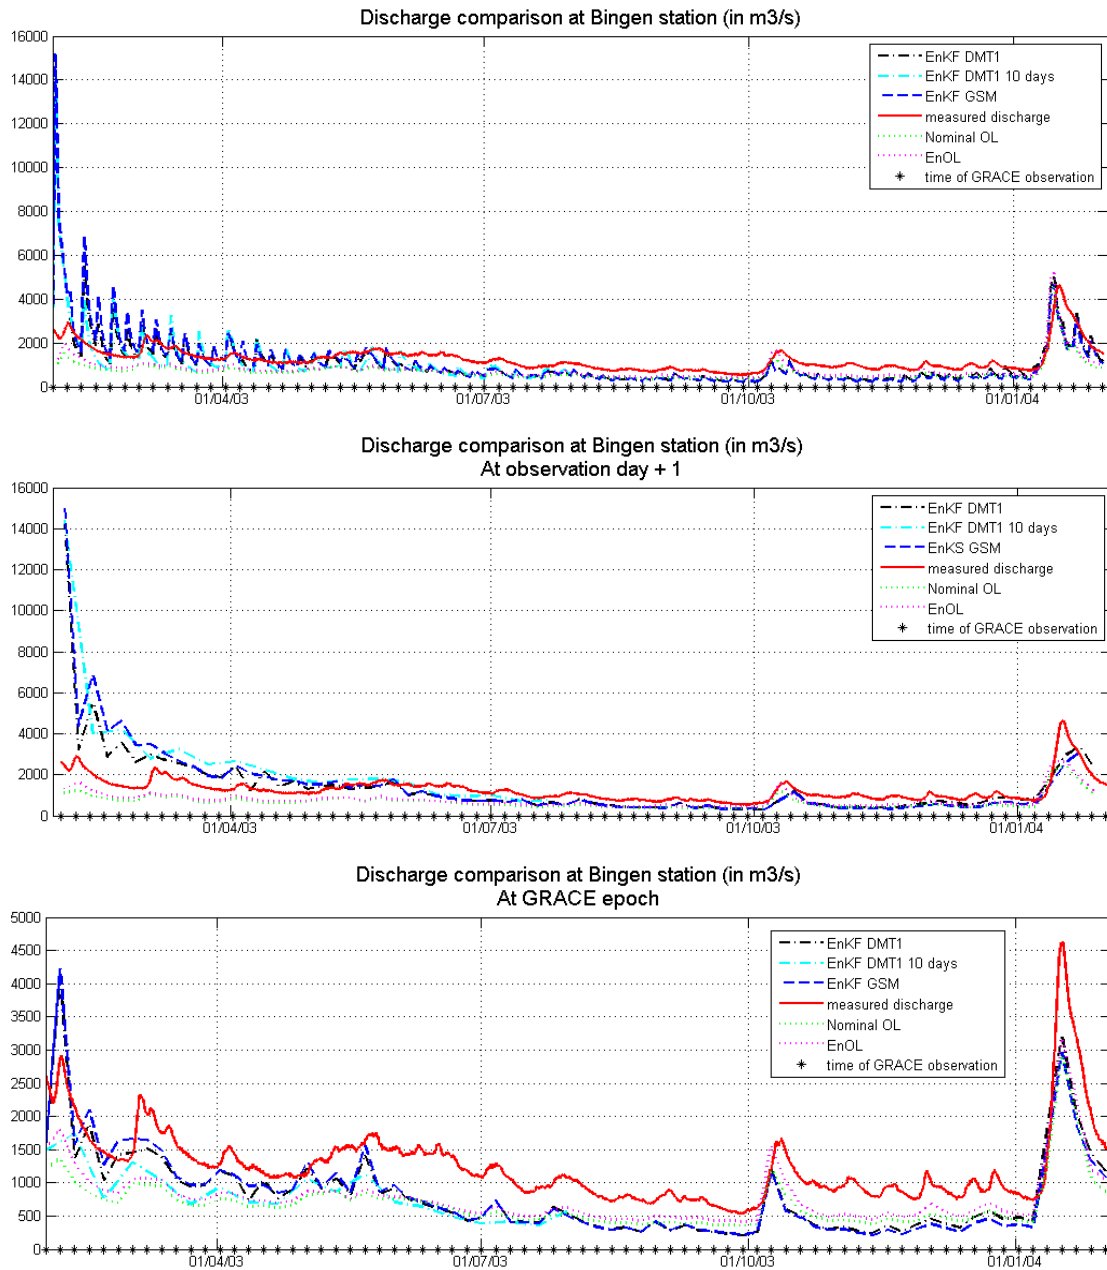 Discharge comparison at Bingen station (in m3/s)
16000
14000
12000
10000
8000
6000
4000
2000
0
EnKF DMT1
EnKF DMT1 10 days
EnKF GSM
measured discharge
Nominal OL
EnOL
time of GRACE observation
01/04/03
01/07/03
01/10/03
01/01/04
Discharge comparison at Bingen station (in m3/s)
At observation day + 1
16000
14000
12000
10000
8000
6000
4000
2000
0
EnKF DMT1
EnKF DMT1 10 days
EnKS GSM
measured discharge
Nominal OL
EnOL
time of GRACE observation
01/04/03
01/07/03
01/10/03
01/01/04
Discharge comparison at Bingen station (in m3/s)
At GRACE epoch
5000
4500
4000
3500
3000
2500
2000
1500
1000
500
0
EnKF DMT1
EnKF DMT1 10 days
EnKF GSM
measured discharge
Nominal OL
EnOL
time of GRACE observation
01/04/03
01/07/03
01/10/03
01/01/04